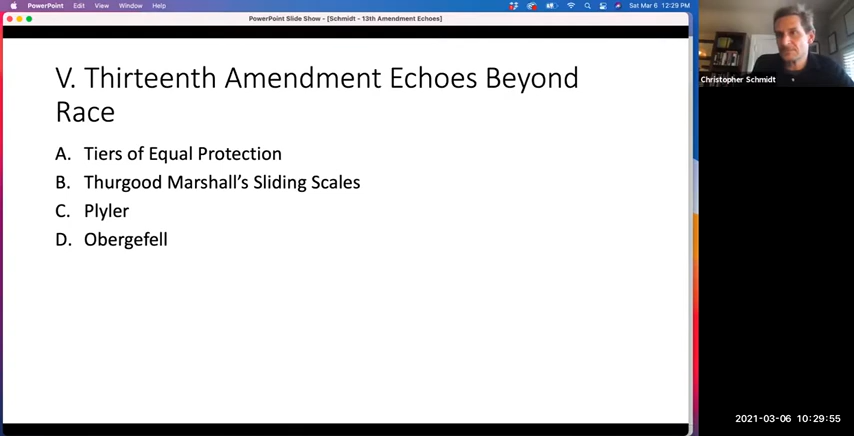 PowerPoint Edit View Window Help
Sat Mar 6 12:29 PM
PowerPoint Slide Show - [Schmidt - 13th Amendment Echoes]
Christopher Schmidt
V. Thirteenth Amendment Echoes Beyond
Race
A. Tiers of Equal Protection
B. Thurgood Marshall’s Sliding Scales
C. Plyler
D. Obergefell
2021-03-06 10:29:55